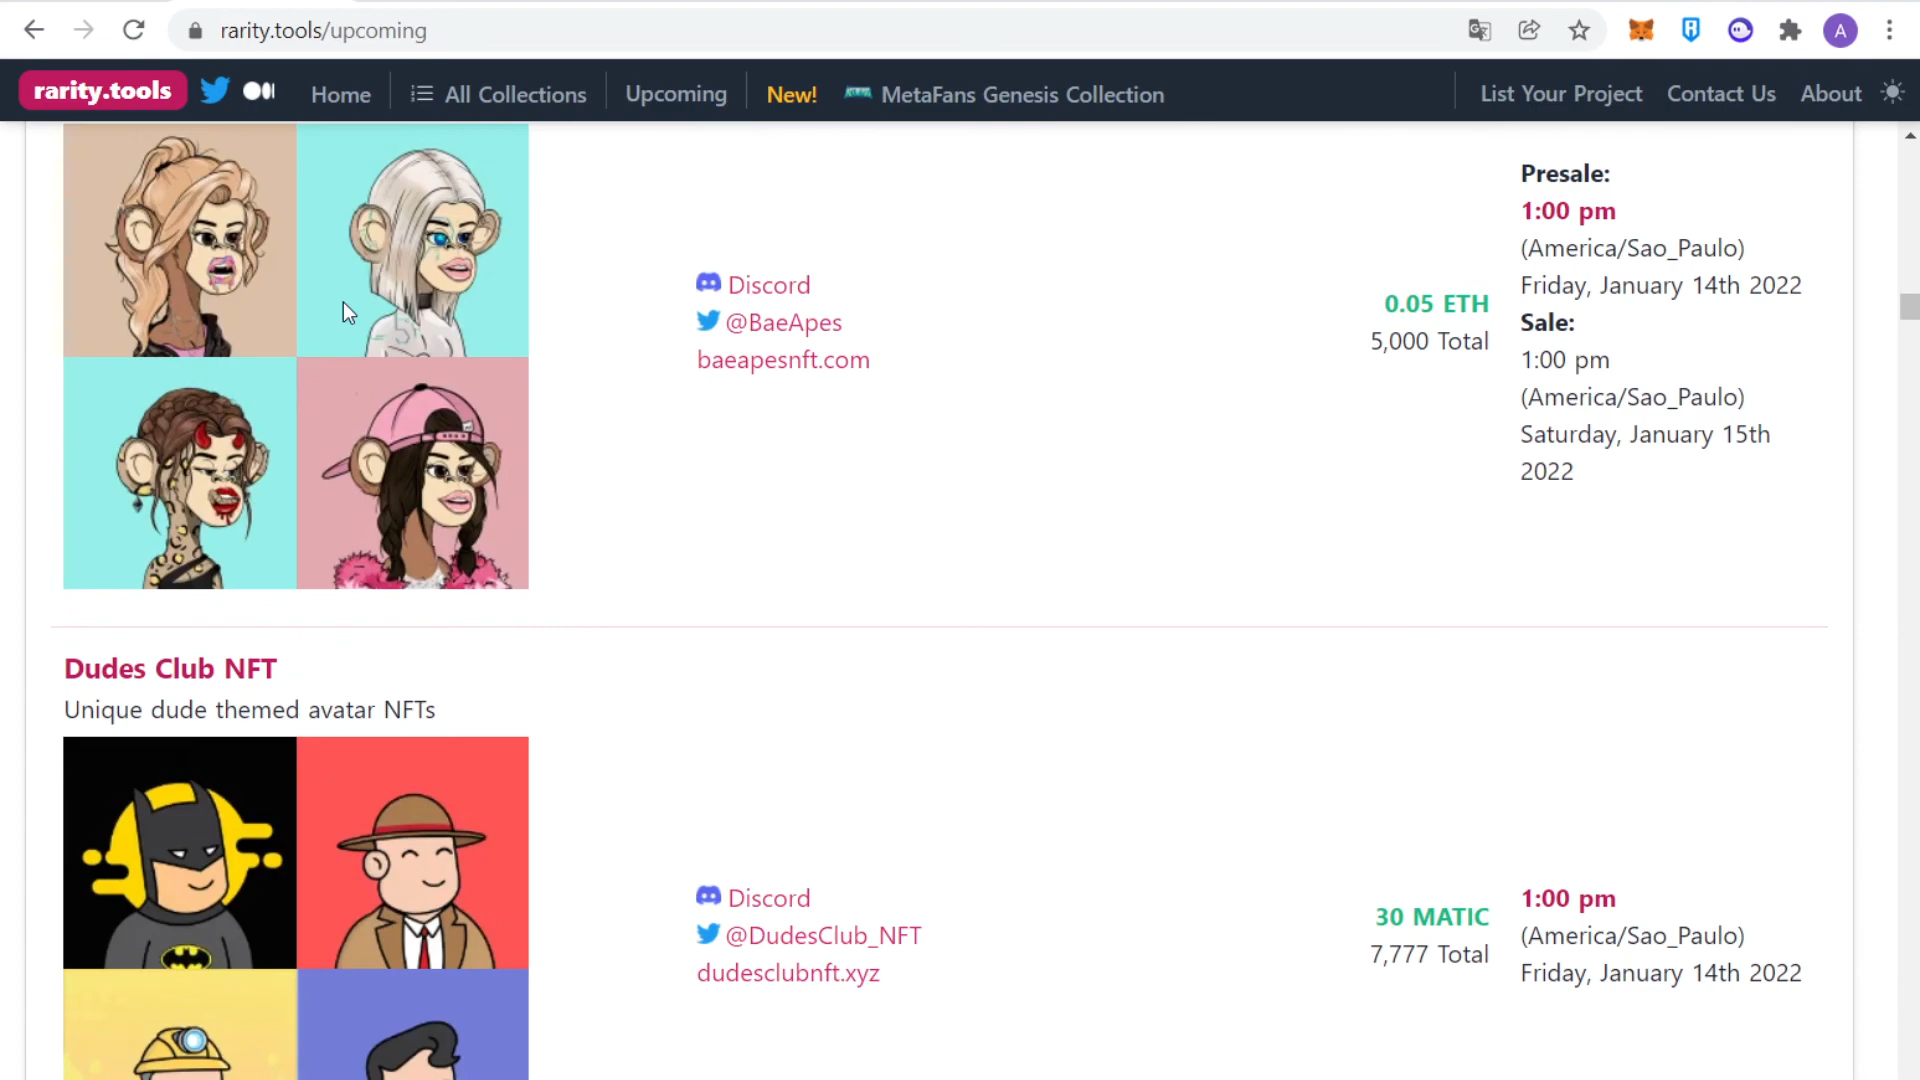 rarity.tools/upcoming
A
rarity.tools
Home
All Collections
Upcoming
New!
MetaFans Genesis Collection
List Your Project
Contact Us
About
Discord
@BaeApes
baeapesnft.com
0.05 ETH
5,000 Total
Presale:
1:00 pm
(America/Sao_Paulo)
Friday, January 14th 2022
Sale:
1:00 pm
(America/Sao_Paulo)
Saturday, January 15th
2022
Dudes Club NFT
Unique dude themed avatar NFTs
Discord
@DudesClub_NFT
dudesclubnft.xyz
30 MATIC
7,777 Total
1:00 pm
(America/Sao_Paulo)
Friday, January 14th 2022